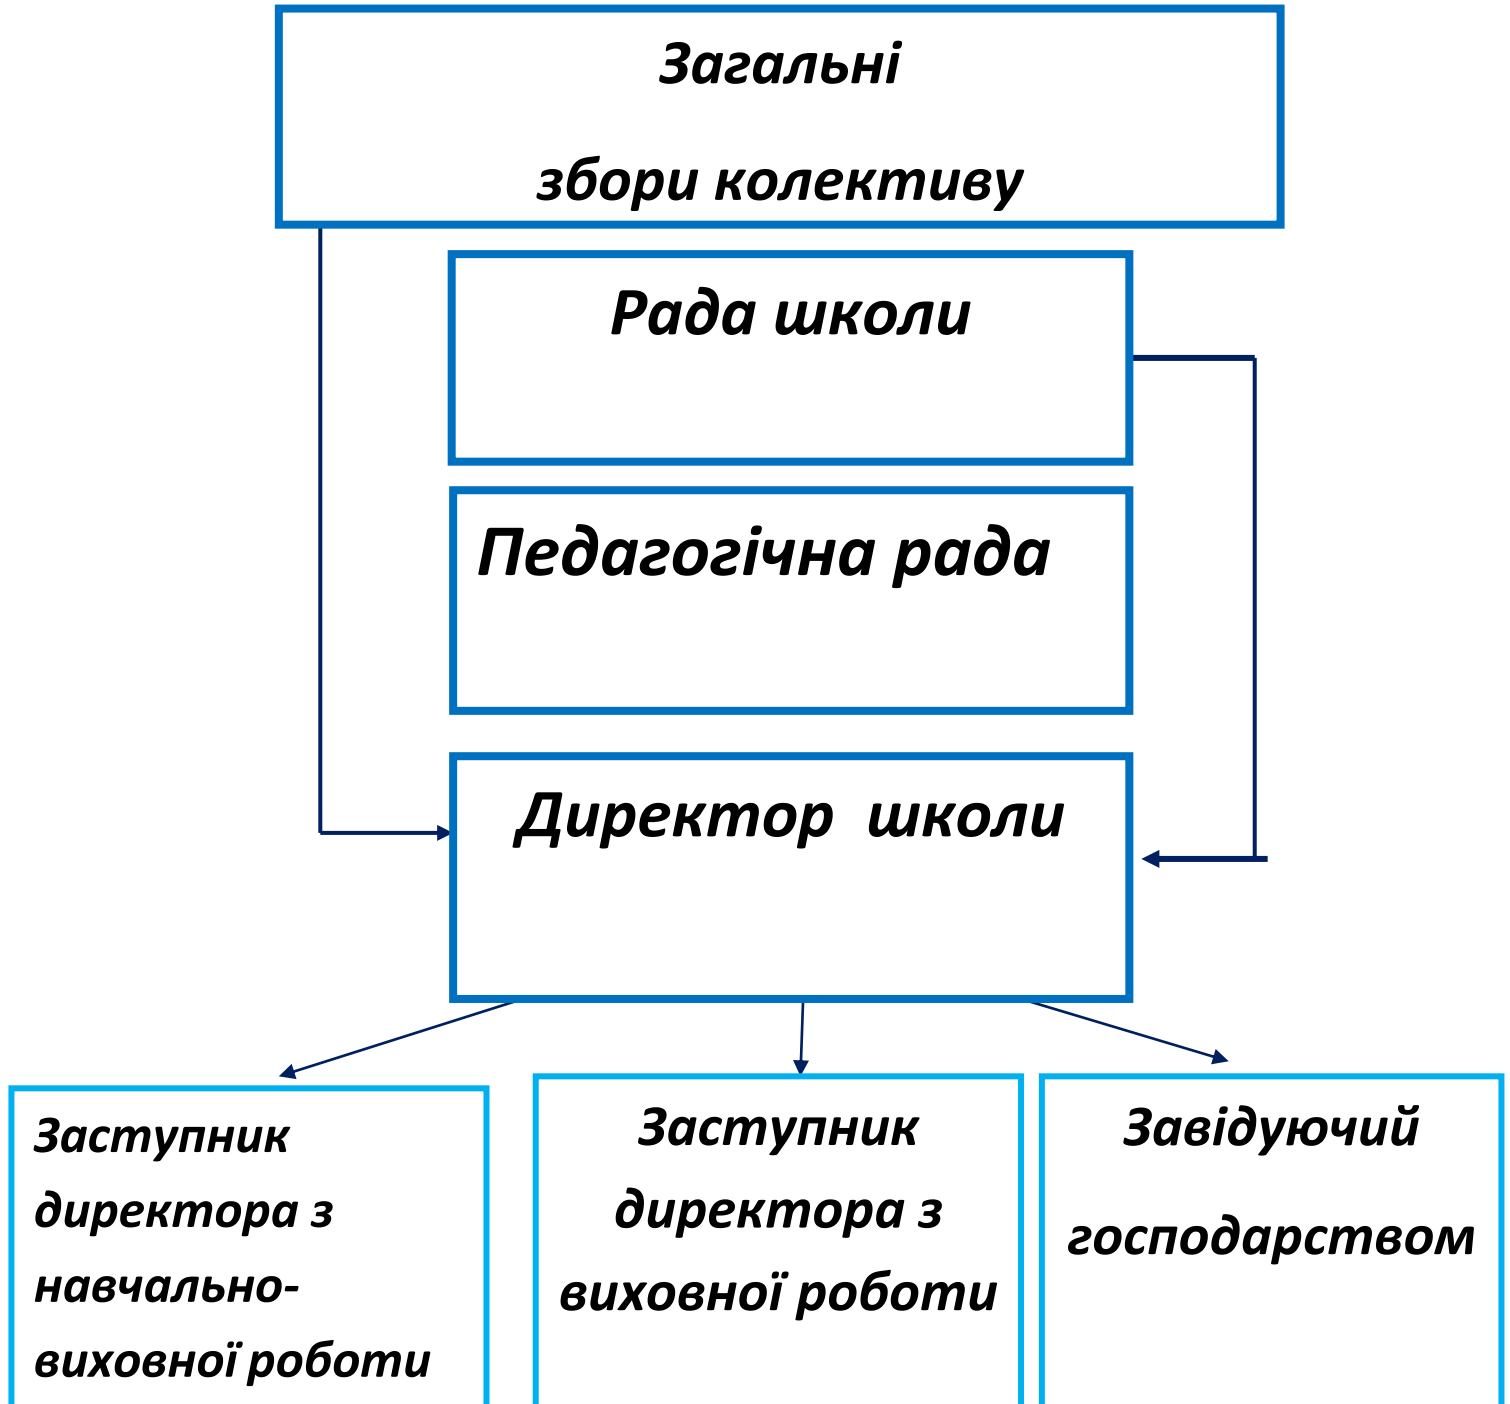 Загальні
збори колективу
Рада школи
Педагогічна рада
Директор школи
Заступник
директора з
навчально-
виховної роботи
Заступник
директора з
виховної роботи
Завідуючий
господарством